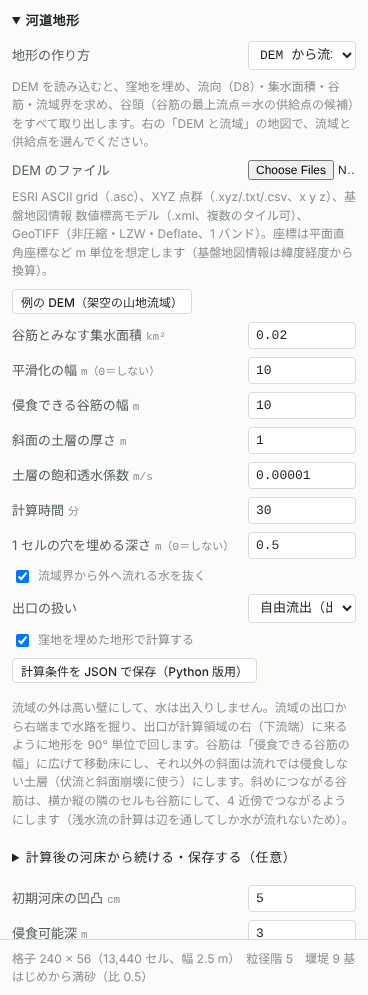 ▼ 河道地形
地形の作り方
DEM から流
DEM を読み込むと、窪地を埋め、流向（D8）・集水面積・谷
筋・流域界を求め、谷頭（谷筋の最上流点＝水の供給点の候補）
をすべて取り出します。右の「DEM と流域」の地図で、流域と
供給点を選んでください。
DEM のファイル
Choose Files N..
ESRI ASCII grid（.asc）、XYZ 点群（.xyz/.txt/.csv、x y z）、基
盤地図情報 数値標高モデル（.xml、複数のタイル可）、
GeoTIFF（非圧縮・LZW・Deflate、1 バンド）。座標は平面直
角座標など m 単位を想定します（基盤地図情報は緯度経度から
換算）。
例の DEM（架空の山地流域）
谷筋とみなす集水面積 km²
0.02
平滑化の幅 m（0＝しない）
10
侵食できる谷筋の幅 m
10
斜面の土層の厚さ m
1
土層の飽和透水係数 m/s
0.00001
計算時間 分
30
1 セルの穴を埋める深さ m（0＝しない）
0.5
流域界から外へ流れる水を抜く
出口の扱い
自由流出（出
窪地を埋めた地形で計算する
計算条件を JSON で保存（Python 版用）
流域の外は高い壁にして、水は出入りしません。流域の出口か
ら右端まで水路を掘り、出口が計算領域の右（下流端）に来る
ように地形を 90° 単位で回します。谷筋は「侵食できる谷筋の
幅」に広げて移動床にし、それ以外の斜面は流れでは侵食しな
い土層（伏流と斜面崩壊に使う）にします。斜めにつながる谷
筋は、横か縦の隣のセルも谷筋にして、4 近傍でつながるよう
にします（浅水流の計算は辺を通してしか水が流れないため）。
▶ 計算後の河床から続ける・保存する（任意）
初期河床の凹凸 cm
5
侵食可能深 m
3
格子 240 × 56（13,440 セル、幅 2.5 m） 粒径階 5 堰堤 9 基
はじめから満砂（比 0.5）